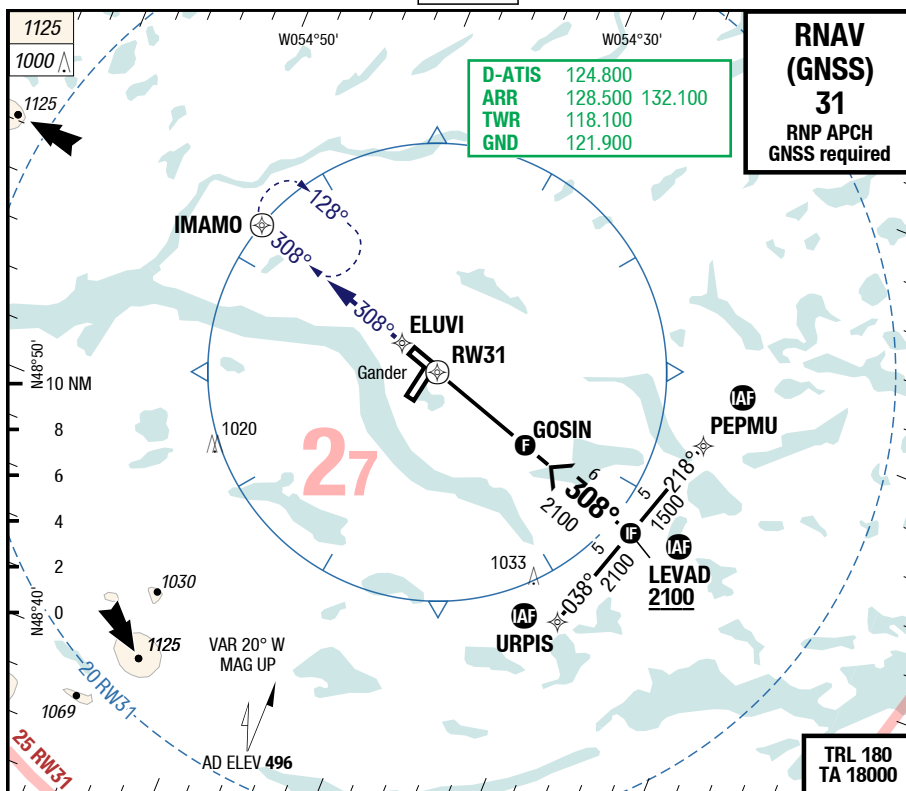 1125
1000
1125
W054°50'
W054°30'
D-ATIS 124.800
ARR 128.500 132.100
TWR 118.100
GND 121.900
RNAV
(GNSS)
31
RNP APCH
GNSS required
IMAMO
128°
308°
308°
ELUVI
RW31
Gander
N48°50'
10 NM
8
6
4
2
0
N48°40'
1020
27
GOSIN
F
IAF
PEPMU
218°
5
1500
6
308°
2100
IF
IAF
LEVAD
2100
5
2100
038°
1033
IAF
URPIS
1030
1125
1069
20 RW31
25 RW31
VAR 20° W
MAG UP
AD ELEV 496
TRL 180
TA 18000